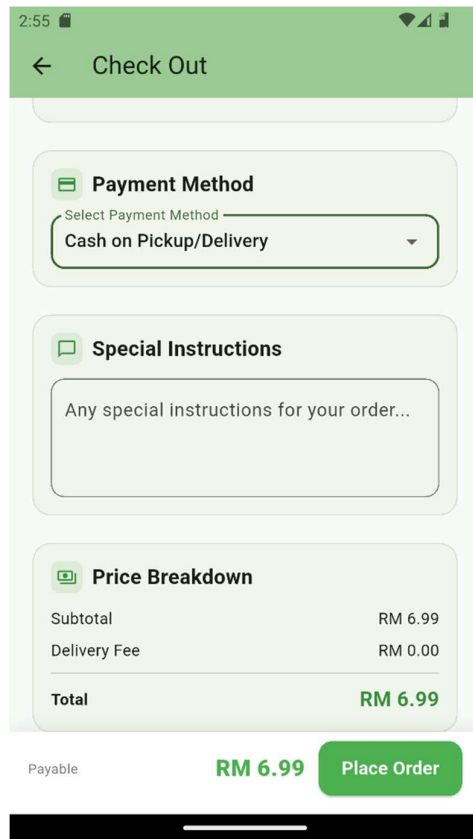 2:55
Check Out
Payment Method
Select Payment Method
Cash on Pickup/Delivery
Special Instructions
Any special instructions for your order...
Price Breakdown
Subtotal RM 6.99
Delivery Fee RM 0.00
Total RM 6.99
Payable RM 6.99 Place Order